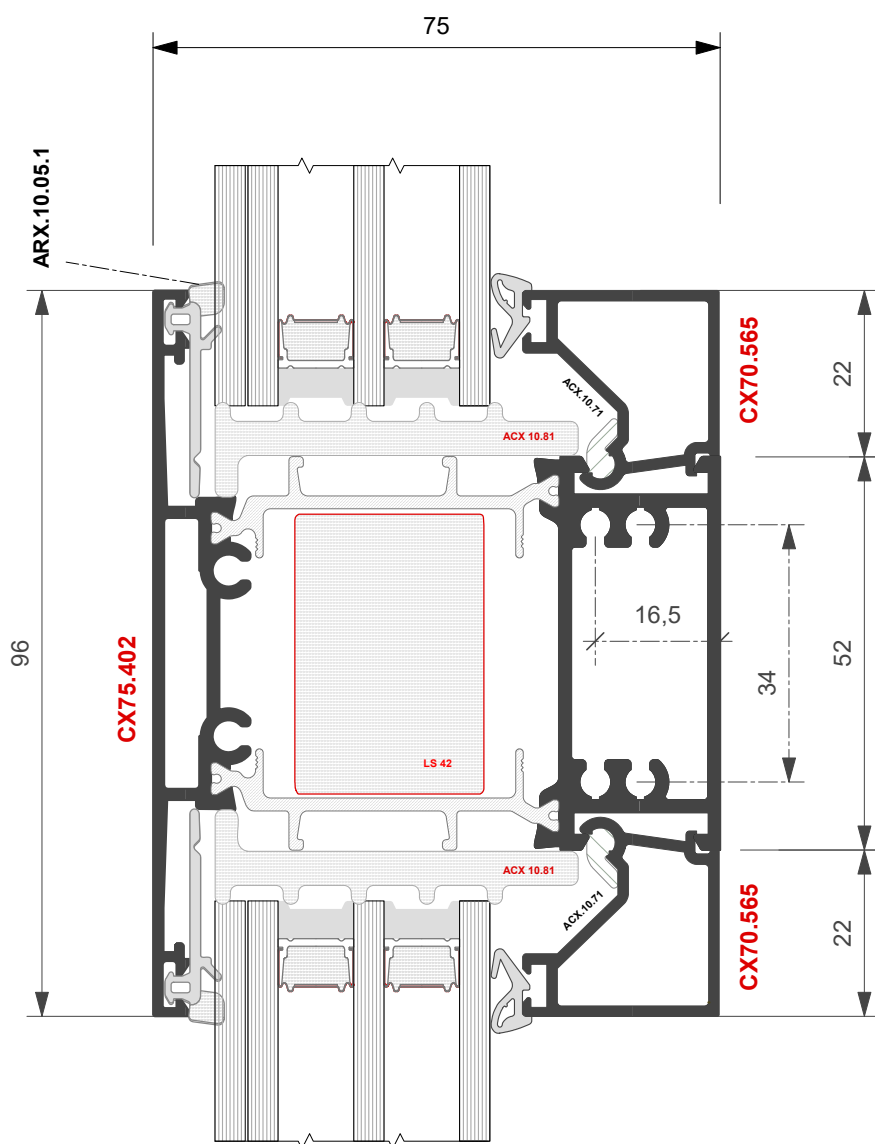 75
ARX.10.05.1
CX70.565
22
ACX.10.71
ACX 10.81
96
CX75.402
16,5
34
52
LS 42
ACX 10.81
ACX.10.71
CX70.565
22